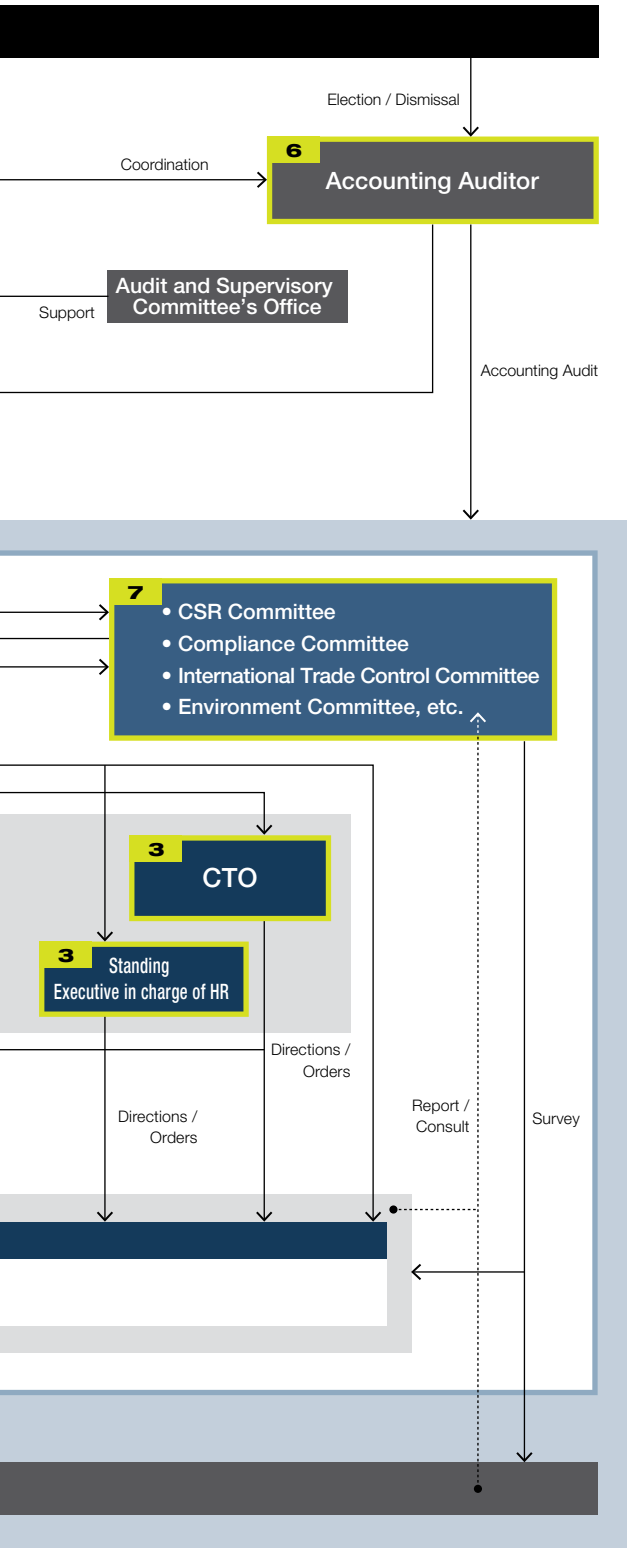 Election / Dismissal
6
Accounting Auditor
Coordination
Audit and Supervisory
Committee's Office
Support
Accounting Audit
7
• CSR Committee
• Compliance Committee
• International Trade Control Committee
• Environment Committee, etc.
3
CTO
3
Standing
Executive in charge of HR
Directions /
Orders
Directions /
Orders
Report /
Consult
Survey